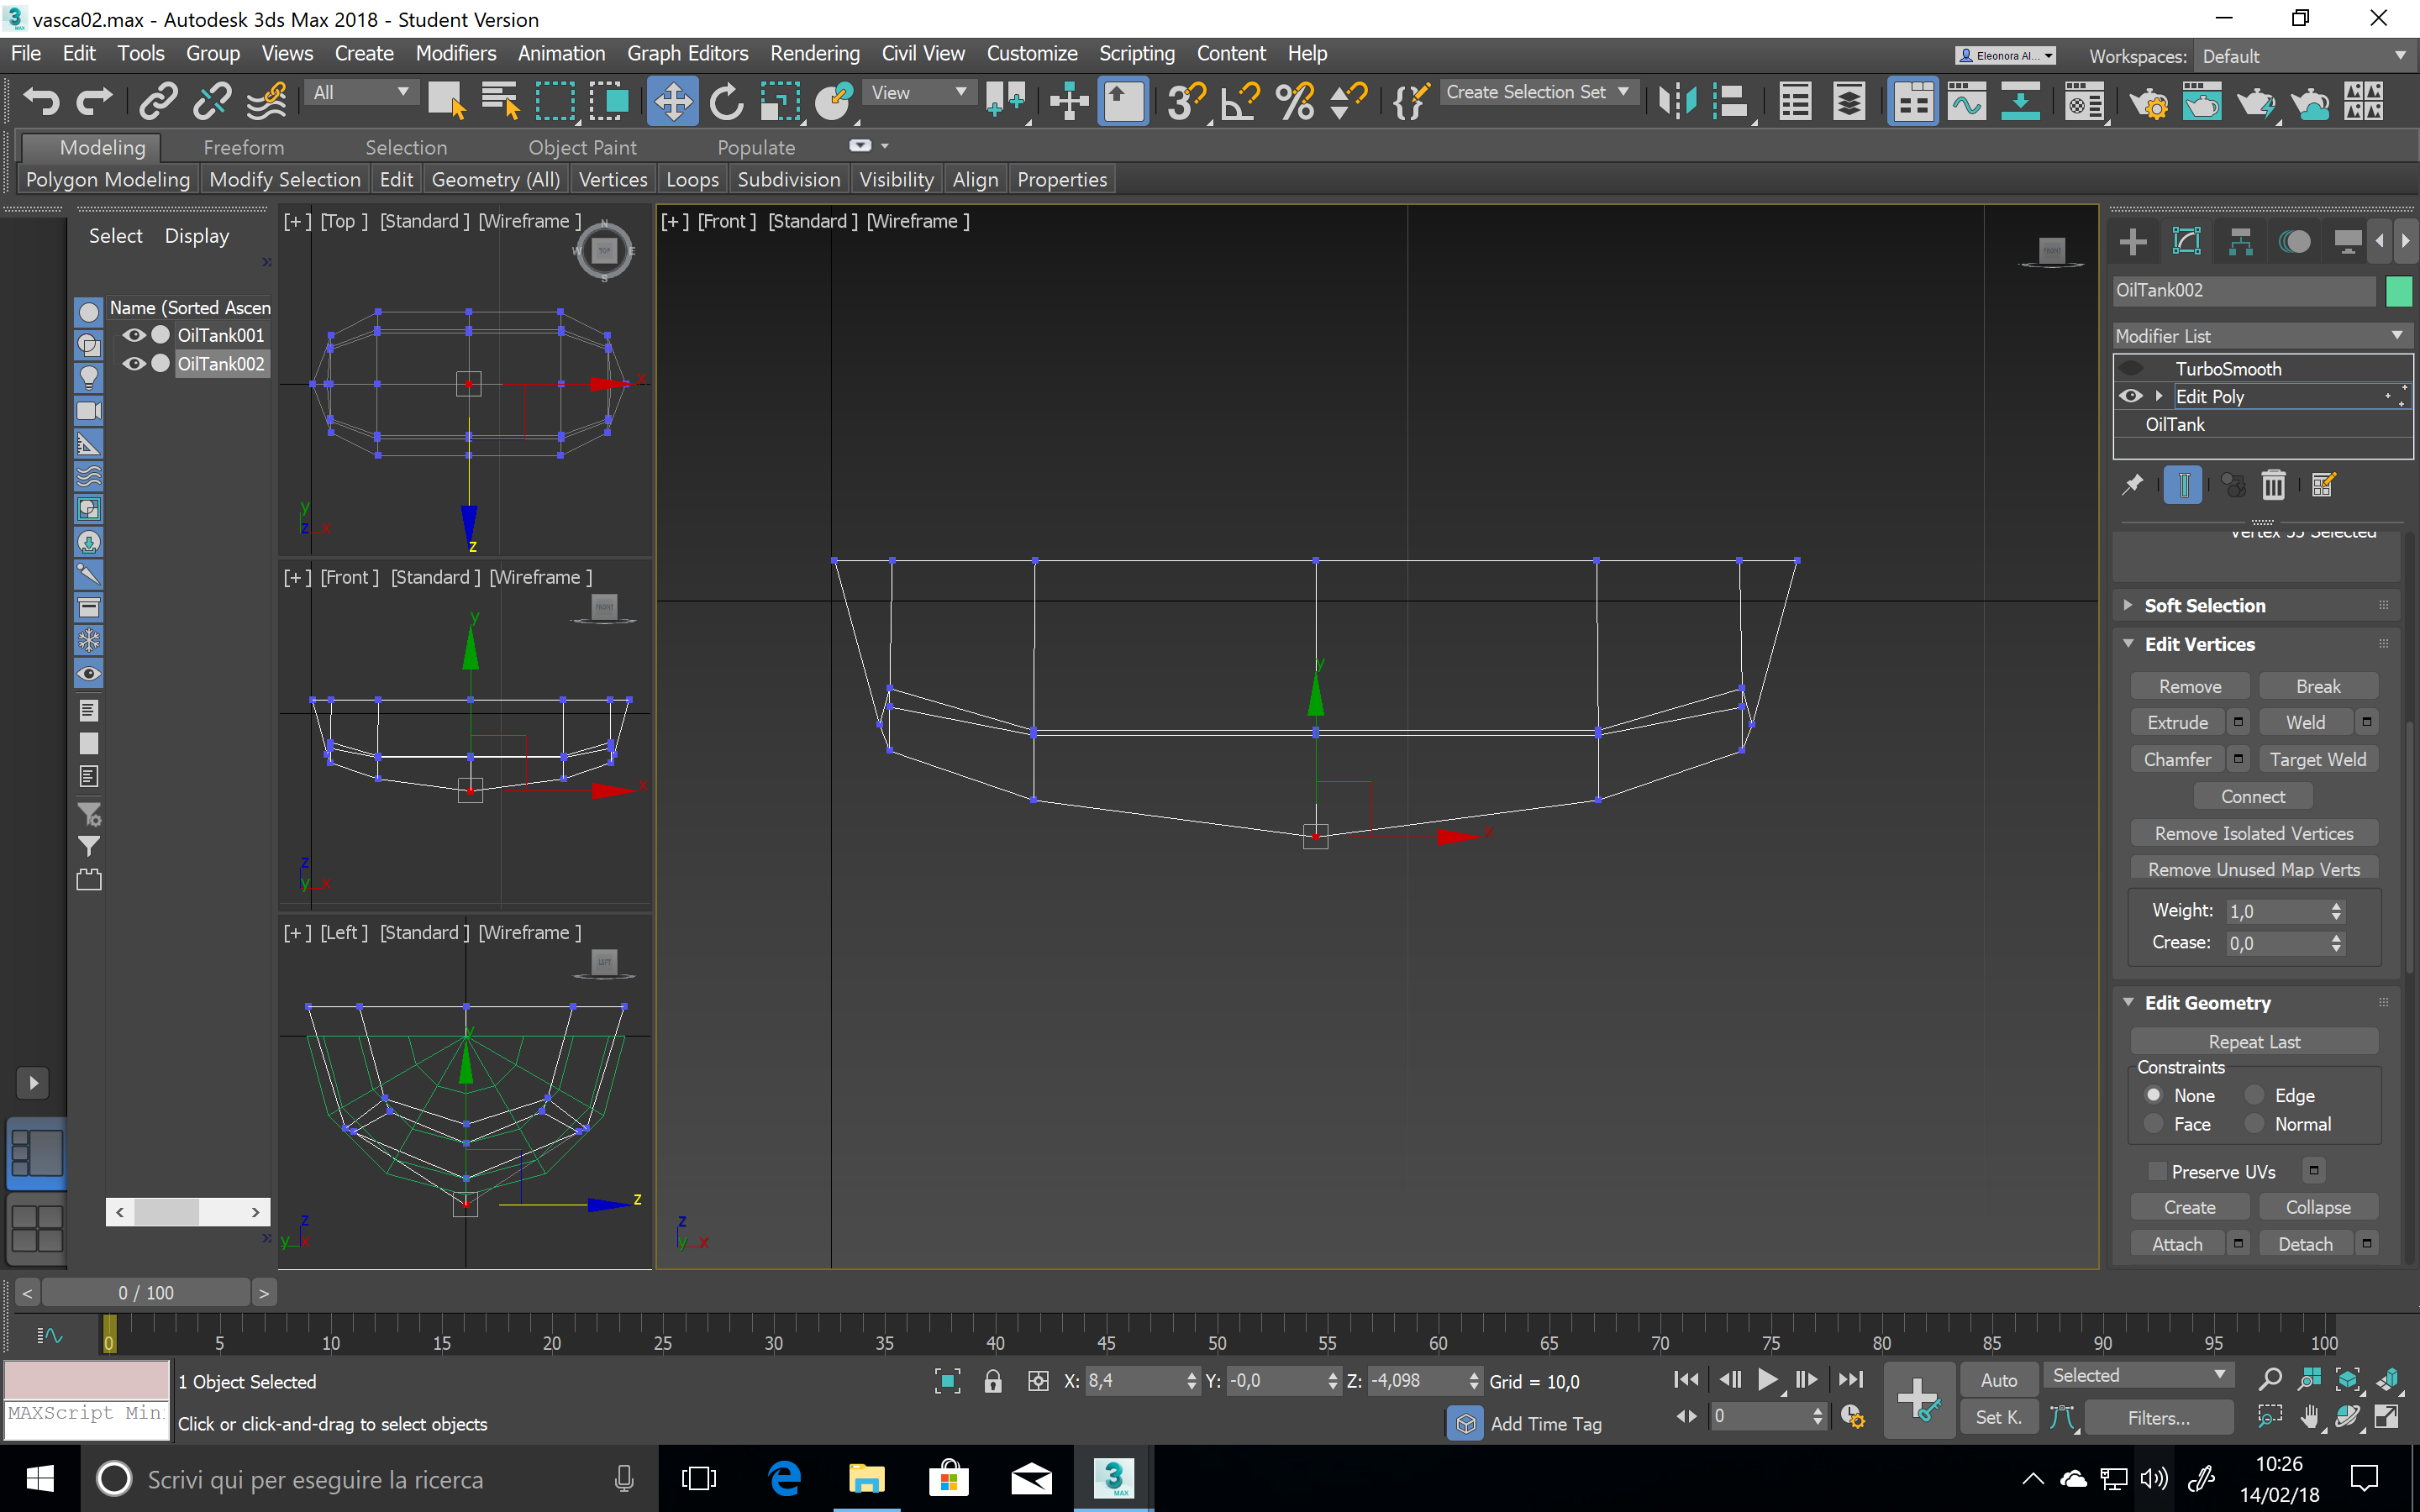 vasca02.max - Autodesk 3ds Max 2018 - Student Version
File Edit Tools Group Views Create Modifiers Animation Graph Editors Rendering Civil View Customize Scripting Content Help
Eleonora Al... Workspaces: Default
All View Create Selection Set
Modeling Freeform Selection Object Paint Populate
Polygon Modeling Modify Selection Edit Geometry (All) Vertices Loops Subdivision Visibility Align Properties
Select Display
Name (Sorted Ascen
OilTank001
OilTank002
[+] [Top ] [Standard ] [Wireframe ]
N
W TOP E
S
x
z
y
z x
[+] [Front ] [Standard ] [Wireframe ]
FRONT
y
x
z
y x
[+] [Left ] [Standard ] [Wireframe ]
LEFT
y
z
z
y x
[+] [Front ] [Standard ] [Wireframe ]
FRONT
y
x
z
y x
OilTank002
Modifier List
TurboSmooth
Edit Poly
OilTank
Vertex 55 Selected
Soft Selection
Edit Vertices
Remove Break
Extrude Weld
Chamfer Target Weld
Connect
Remove Isolated Vertices
Remove Unused Map Verts
Weight: 1,0
Crease: 0,0
Edit Geometry
Repeat Last
Constraints
None Edge
Face Normal
Preserve UVs
Create Collapse
Attach Detach
< 0 / 100 >
0 5 10 15 20 25 30 35 40 45 50 55 60 65 70 75 80 85 90 95 100
1 Object Selected X: 8,4 Y: -0,0 Z: -4,098 Grid = 10,0 Auto Selected
MAXScript Min Click or click-and-drag to select objects Add Time Tag 0 Set K. Filters...
Scrivi qui per eseguire la ricerca
3
MAX
10:26
14/02/18